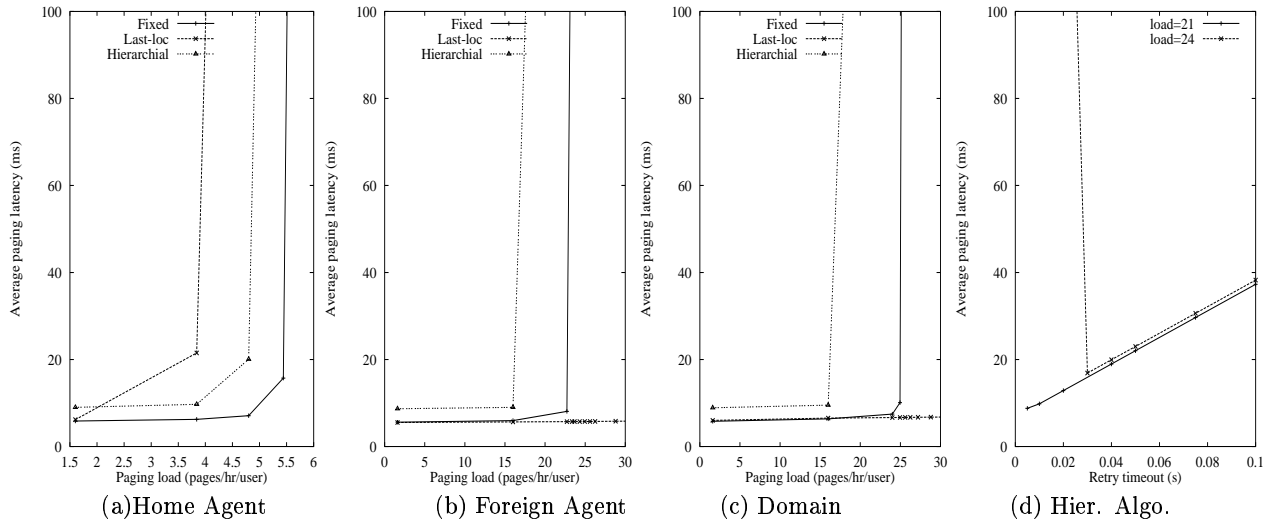 Average paging latency (ms)
100
80
60
40
20
0
Fixed
Last-loc
Hierarchial
1.5 2 2.5 3 3.5 4 4.5 5 5.5 6
Paging load (pages/hr/user)
(a)Home Agent
Average paging latency (ms)
100
80
60
40
20
0
Fixed
Last-loc
Hierarchial
0 5 10 15 20 25 30
Paging load (pages/hr/user)
(b) Foreign Agent
Average paging latency (ms)
100
80
60
40
20
0
Fixed
Last-loc
Hierarchial
0 5 10 15 20 25 30
Paging load (pages/hr/user)
(c) Domain
Average paging latency (ms)
100
80
60
40
20
0
load=21
load=24
0 0.02 0.04 0.06 0.08 0.1
Retry timeout (s)
(d) Hier. Algo.